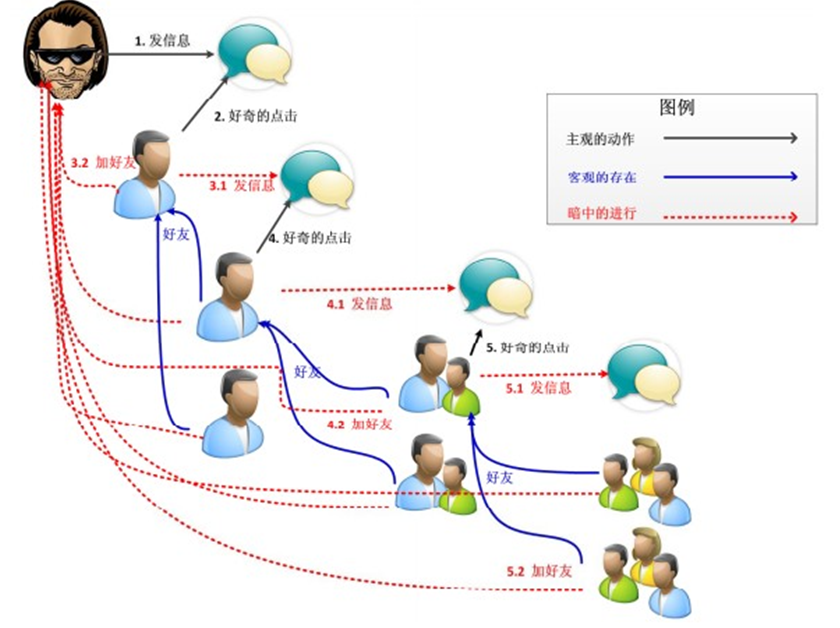 1. 发信息
2. 好奇的点击
图例
主观的动作
客观的存在
暗中的进行
3.2 加好友
3.1 发信息
好友
4. 好奇的点击
4.1 发信息
5. 好奇的点击
好友
5.1 发信息
4.2 加好友
好友
5.2 加好友